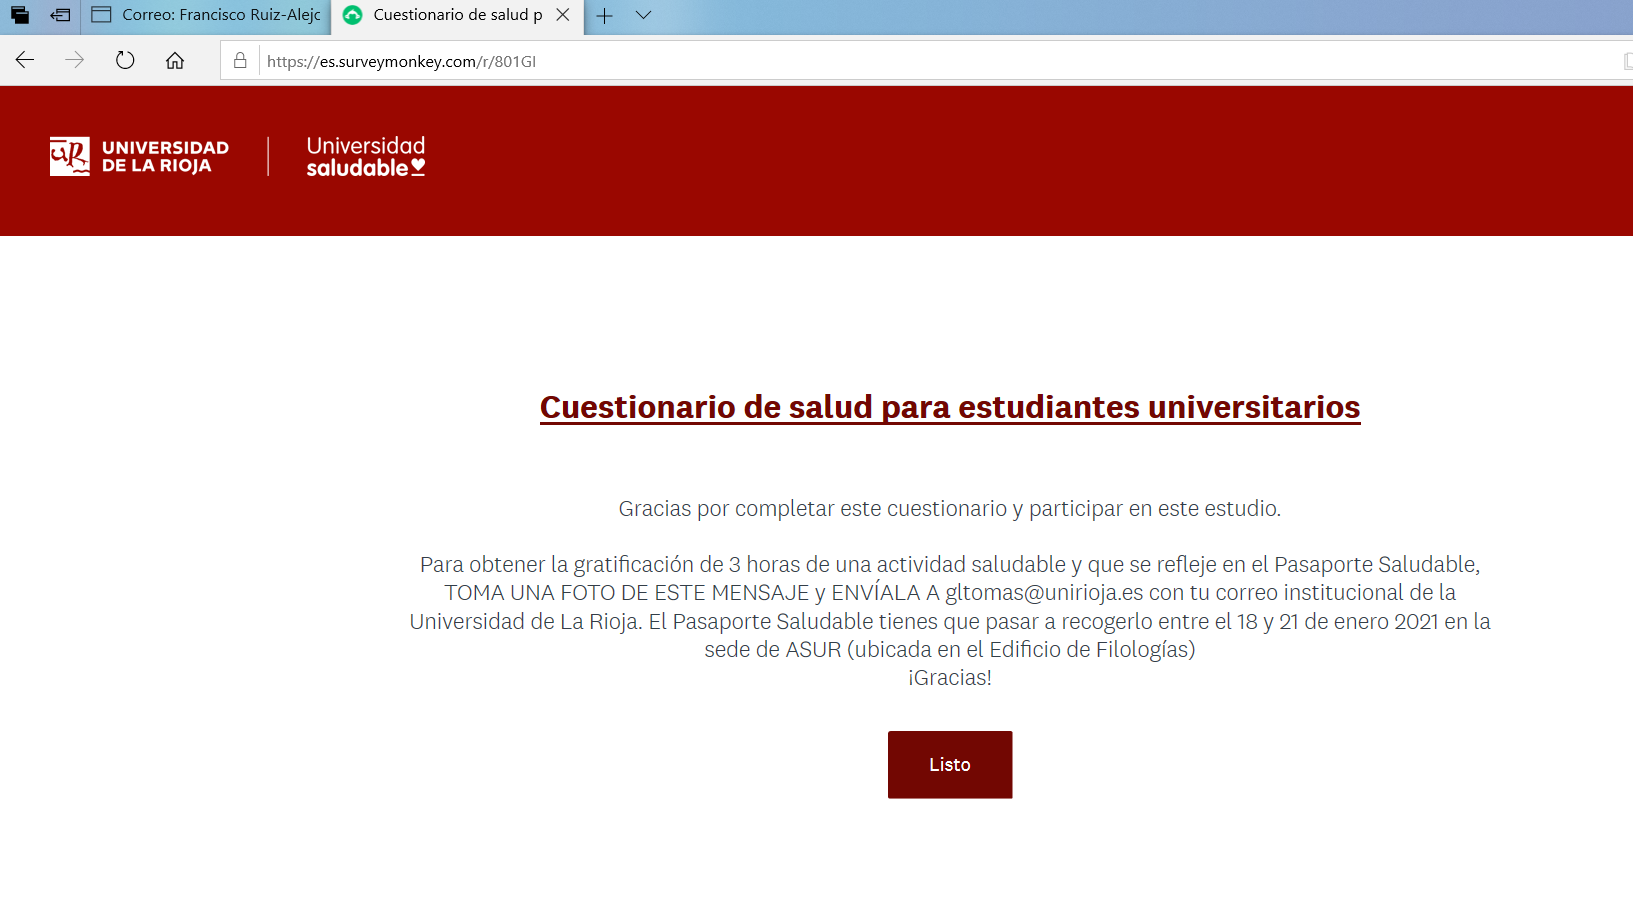 Correo: Francisco Ruiz-Alejc
Cuestionario de salud p
https://es.surveymonkey.com/r/801GI
UNIVERSIDAD
DE LA RIOJA
Universidad
saludable
Cuestionario de salud para estudiantes universitarios
Gracias por completar este cuestionario y participar en este estudio.
Para obtener la gratificación de 3 horas de una actividad saludable y que se refleje en el Pasaporte Saludable,
TOMA UNA FOTO DE ESTE MENSAJE y ENVÍALA A gltomas@unirioja.es con tu correo institucional de la
Universidad de La Rioja. El Pasaporte Saludable tienes que pasar a recogerlo entre el 18 y 21 de enero 2021 en la
sede de ASUR (ubicada en el Edificio de Filologías)
¡Gracias!
Listo